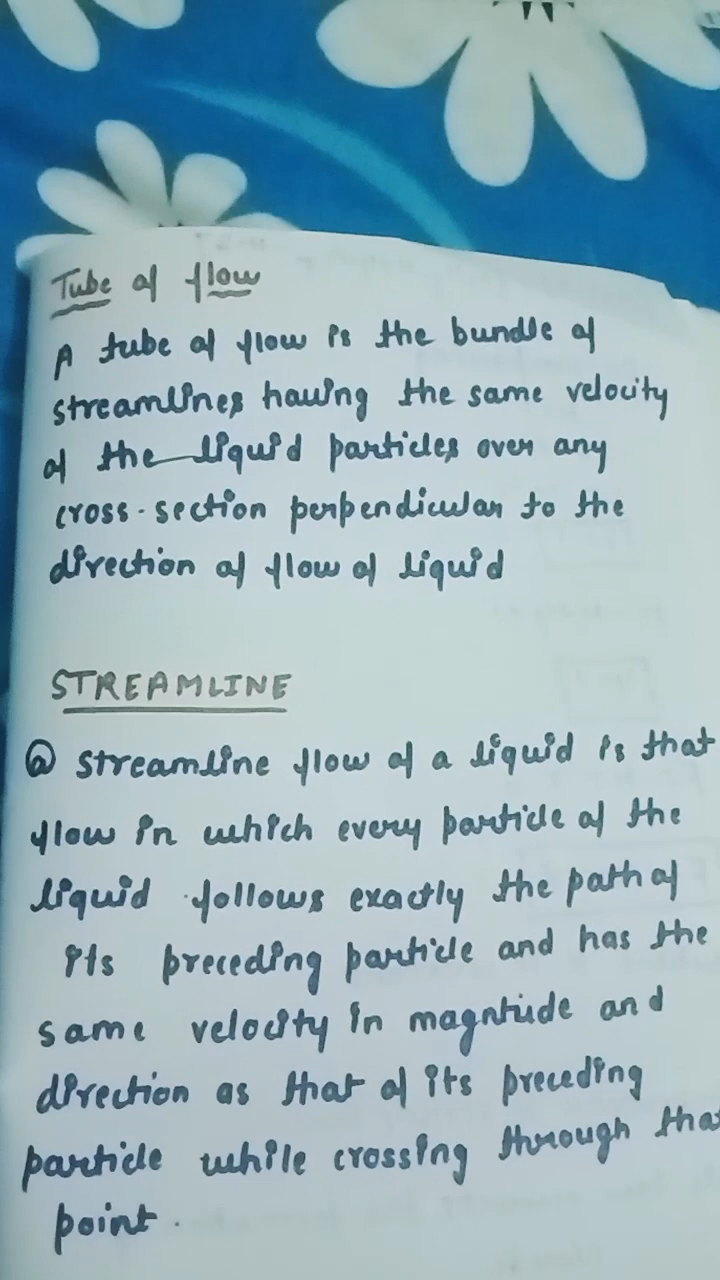 Tube of flow
A tube of flow is the bundle of
streamlines having the same velocity
of the liquid particles over any
cross-section perpendicular to the
direction of flow of liquid
STREAMLINE
@ streamline flow of a liquid is that
flow in which every particle of the
liquid follows exactly the path of
its preceding particle and has the
same velocity in magntiude and
direction as that of its preceding
particle while crossing through that
point.